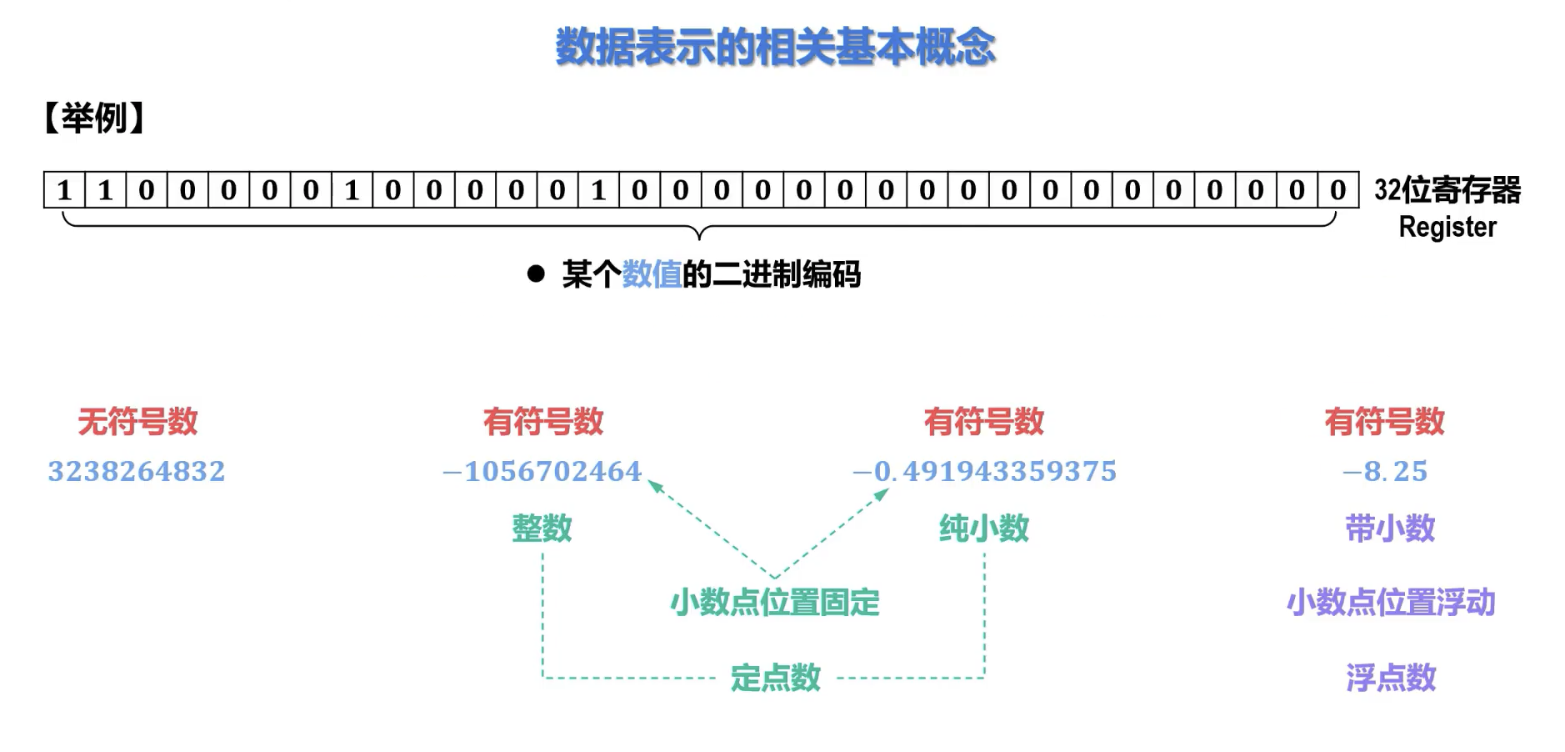 数据表示的相关基本概念
【举例】
1 1 0 0 0 0 0 1 0 0 0 0 0 1 0 0 0 0 0 0 0 0 0 0 0 0 0 0 0 0 0 0 32位寄存器
Register
● 某个数值的二进制编码
无符号数 有符号数 有符号数 有符号数
3238264832 −1056702464 −0.491943359375 −8.25
整数 纯小数 带小数
小数点位置固定 小数点位置浮动
定点数 浮点数